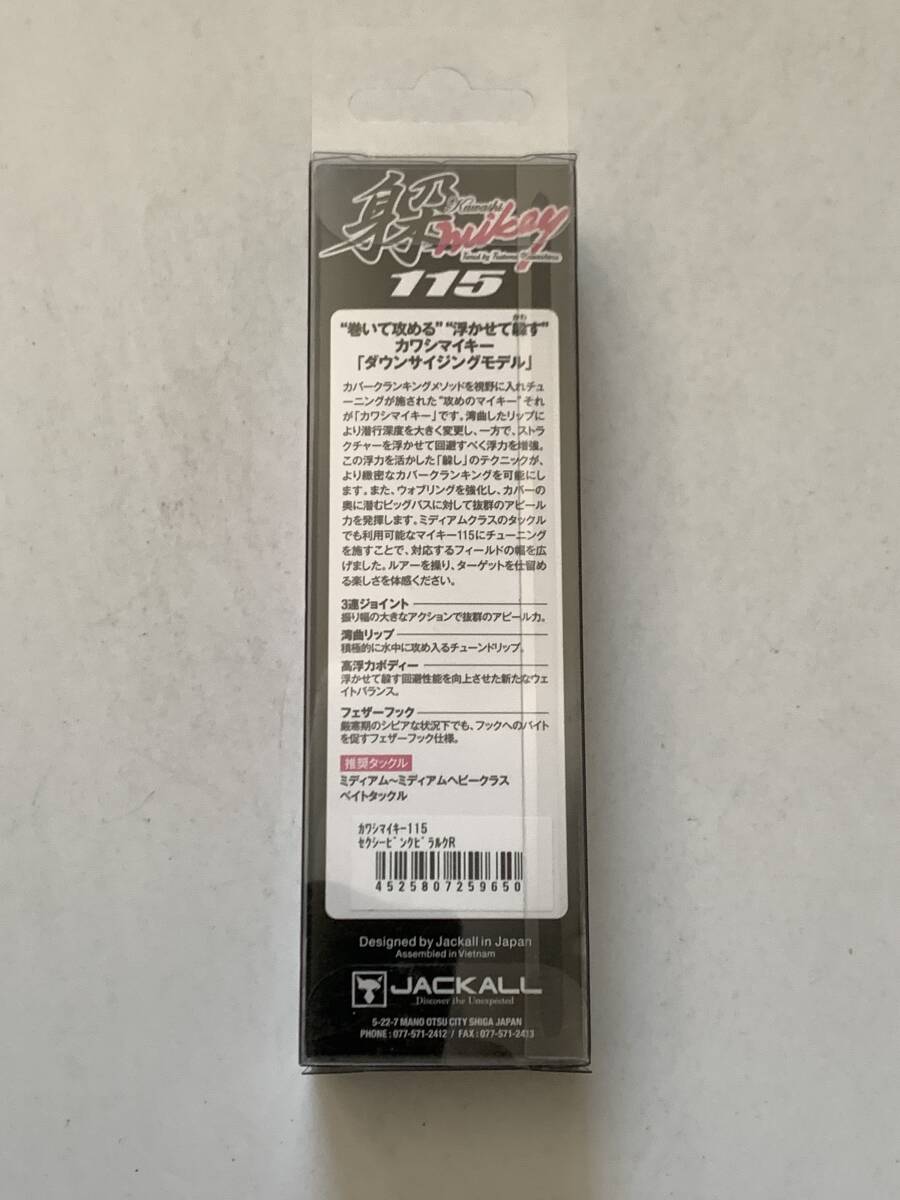 躱
Kawashi
mikey
Tuned by Tsutomu Kawashima
115
かわ
“巻いて攻める”“浮かせて躱す”
カワシマイキー
「ダウンサイジングモデル」
カバークランキングメソッドを視野に入れチュ
ーニングが施された“攻めのマイキー”それ
が「カワシマイキー」です。湾曲したリップに
より潜行深度を大きく変更し、一方で、ストラ
クチャーを浮かせて回避すべく浮力を増強。
この浮力を活かした「躱し」のテクニックが、
より緻密なカバークランキングを可能にし
ます。また、ウォブリングを強化し、カバーの
奥に潜むビッグバスに対して抜群のアピール
力を発揮します。ミディアムクラスのタックル
でも利用可能なマイキー115にチューニング
を施すことで、対応するフィールドの幅を広
げました。ルアーを操り、ターゲットを仕留め
る楽しさを体感ください。
3連ジョイント
振り幅の大きなアクションで抜群のアピール力。
湾曲リップ
積極的に水中に攻め入るチューンドリップ。
高浮力ボディー
浮かせて躱す回避性能を向上させた新たなウェ
イトバランス。
フェザーフック
厳寒期のシビアな状況下でも、フックへのバイト
を促すフェザーフック仕様。
推奨タックル
ミディアム〜ミディアムヘビークラス
ベイトタックル
カワシマイキー115
セクシーピンクピラルクR
4525807259650
Designed by Jackall in Japan
Assembled in Vietnam
JACKALL
Discover the Unexpected
5-22-7 MANO OTSU CITY SHIGA JAPAN
PHONE : 077-571-2412 / FAX : 077-571-2413